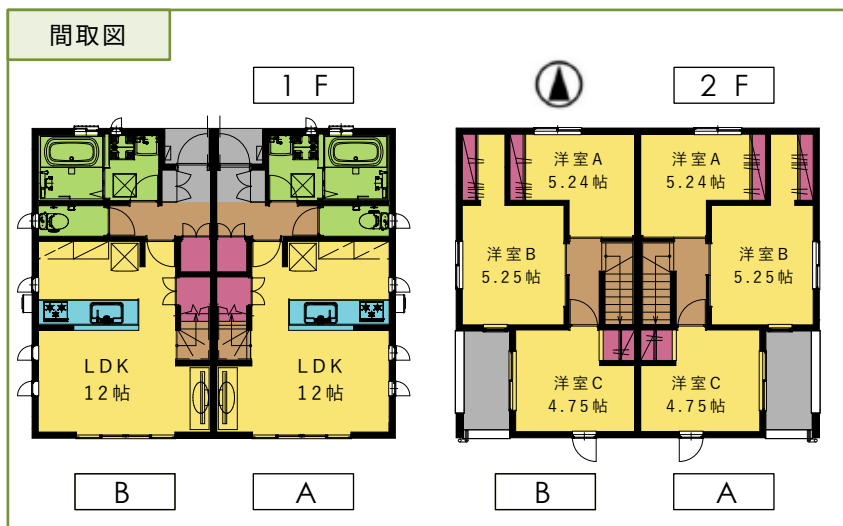 間取図
1 F
2 F
洋室A
5.24帖
洋室A
5.24帖
洋室B
5.25帖
洋室B
5.25帖
LDK
12帖
LDK
12帖
洋室C
4.75帖
洋室C
4.75帖
B
A
B
A